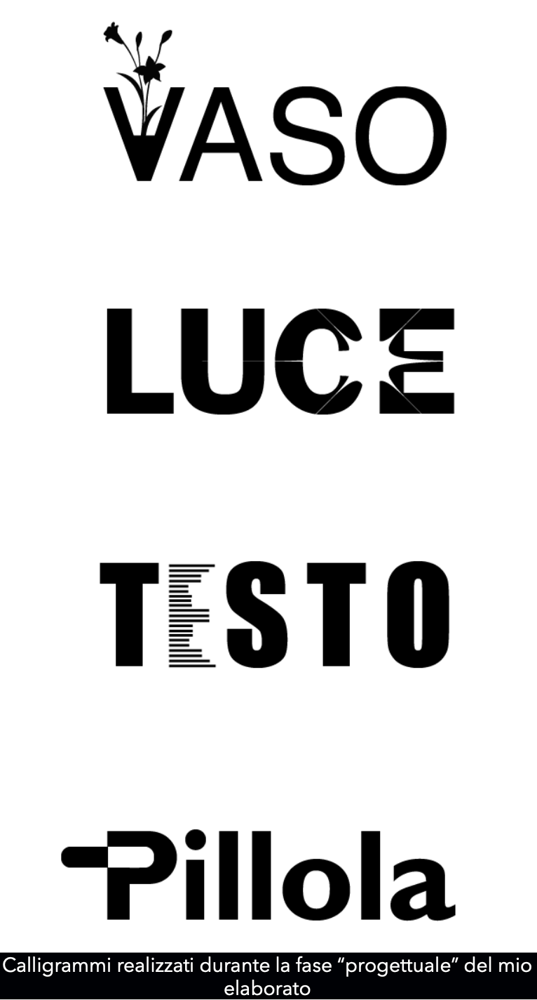 VASO
LUCE
TESTO
Pillola
Calligrammi realizzati durante la fase “progettuale” del mio
elaborato